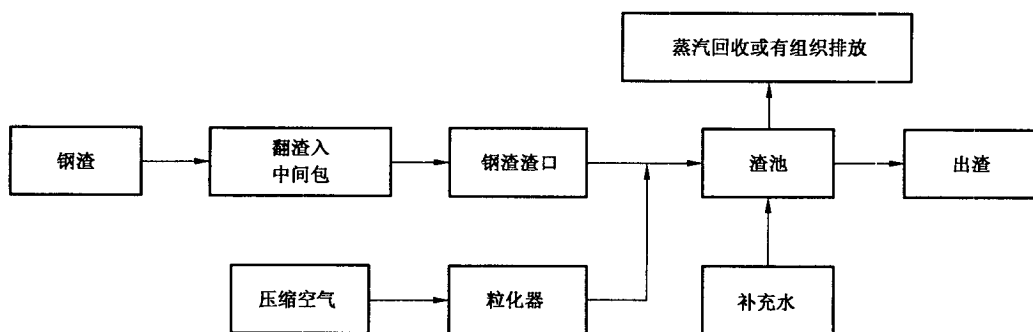 蒸汽回收或有组织排放
钢渣
翻渣入
中间包
钢渣渣口
渣池
出渣
压缩空气
粒化器
补充水